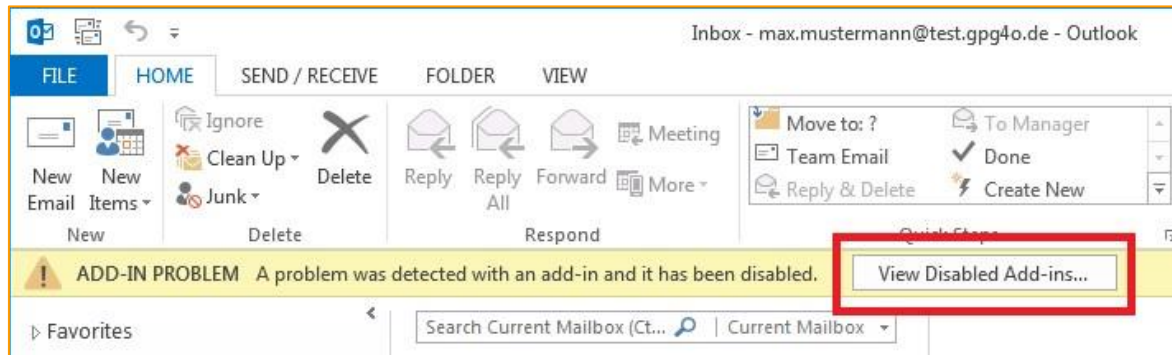 Inbox - max.mustermann@test.gpg4o.de - Outlook
FILE HOME SEND / RECEIVE FOLDER VIEW
New Email
New Items
Ignore
Clean Up
Junk
Delete
Reply
Reply All
Forward
Meeting
More
Move to: ?
Team Email
Reply & Delete
To Manager
Done
Create New
New
Delete
Respond
Quick Steps
ADD-IN PROBLEM A problem was detected with an add-in and it has been disabled. View Disabled Add-ins...
Favorites
Search Current Mailbox (Ct... Current Mailbox